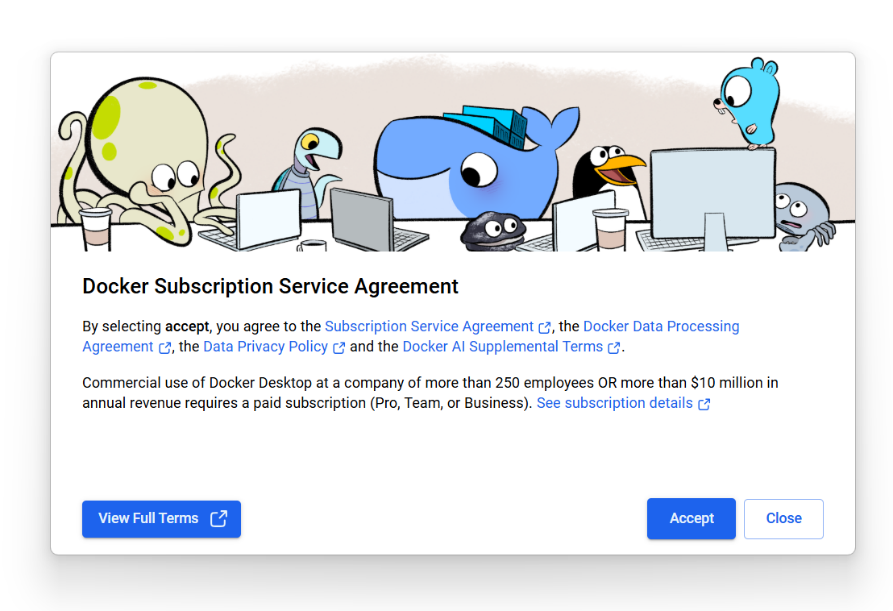 Docker Subscription Service Agreement
By selecting accept, you agree to the Subscription Service Agreement, the Docker Data Processing
Agreement, the Data Privacy Policy and the Docker AI Supplemental Terms.
Commercial use of Docker Desktop at a company of more than 250 employees OR more than $10 million in
annual revenue requires a paid subscription (Pro, Team, or Business). See subscription details
View Full Terms
Accept
Close